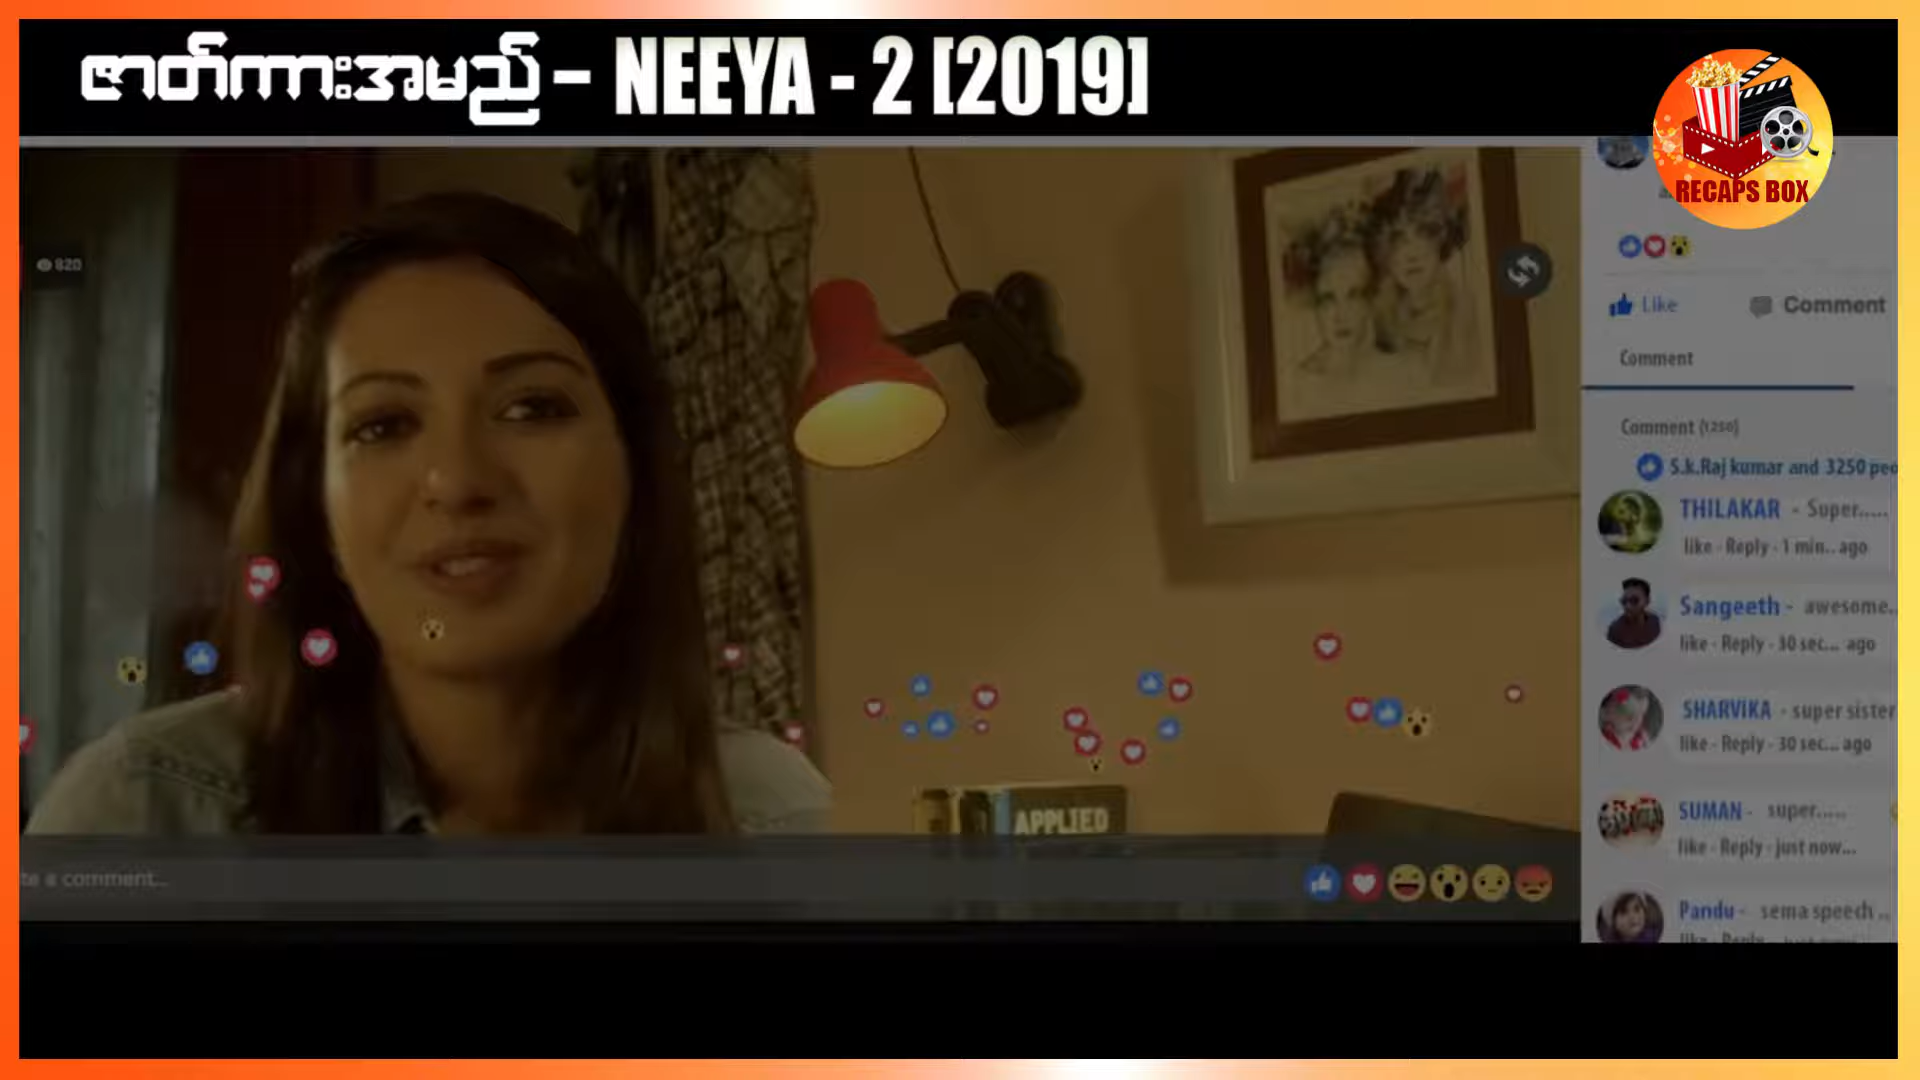 ဇာတ်ကားအမည် – NEEYA - 2 [2019]
RECAPS BOX
820
Like Comment
Comment
Comment (1250)
S.k.Raj kumar and 3250 peo
THILAKAR - Super.....
like - Reply - 1 min.. ago
Sangeeth - awesome..
like - Reply - 30 sec... ago
SHARVIKA - super sister
like - Reply - 30 sec... ago
SUMAN - super.....
like - Reply - just now...
Pandu - sema speech ..
APPLIED
te a comment...